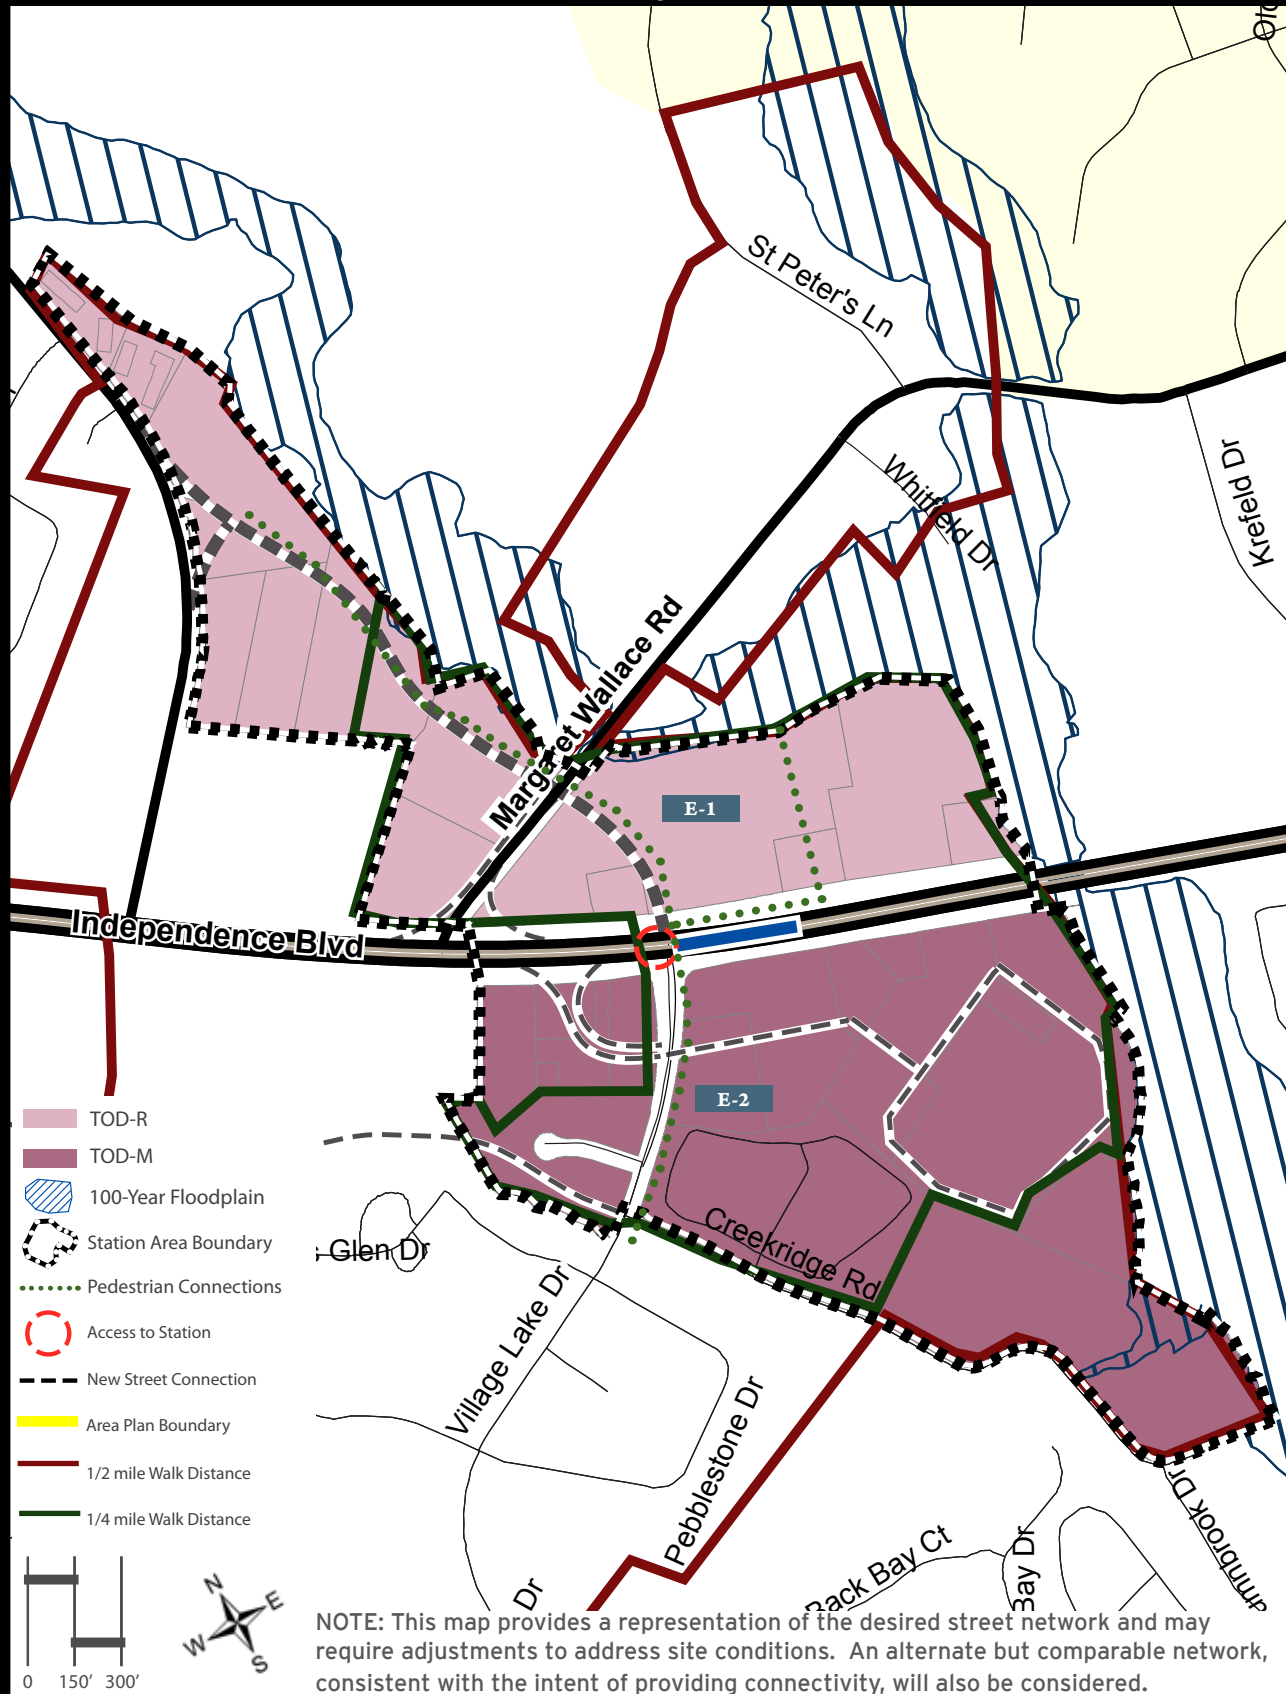 Old
St Peter's Ln
Whitfield Dr
Krefeld Dr
Margaret Wallace Rd
E-1
Independence Blvd
E-2
TOD-R
TOD-M
100-Year Floodplain
Station Area Boundary
Pedestrian Connections
Access to Station
New Street Connection
Area Plan Boundary
1/2 mile Walk Distance
1/4 mile Walk Distance
Glen Dr
Creekridge Rd
Village Lake Dr
Pebblestone Dr
Back Bay Ct
Bay Dr
mnbrook Dr
Dr
N
E
W
S
0 150' 300'
NOTE: This map provides a representation of the desired street network and may
require adjustments to address site conditions. An alternate but comparable network,
consistent with the intent of providing connectivity, will also be considered.